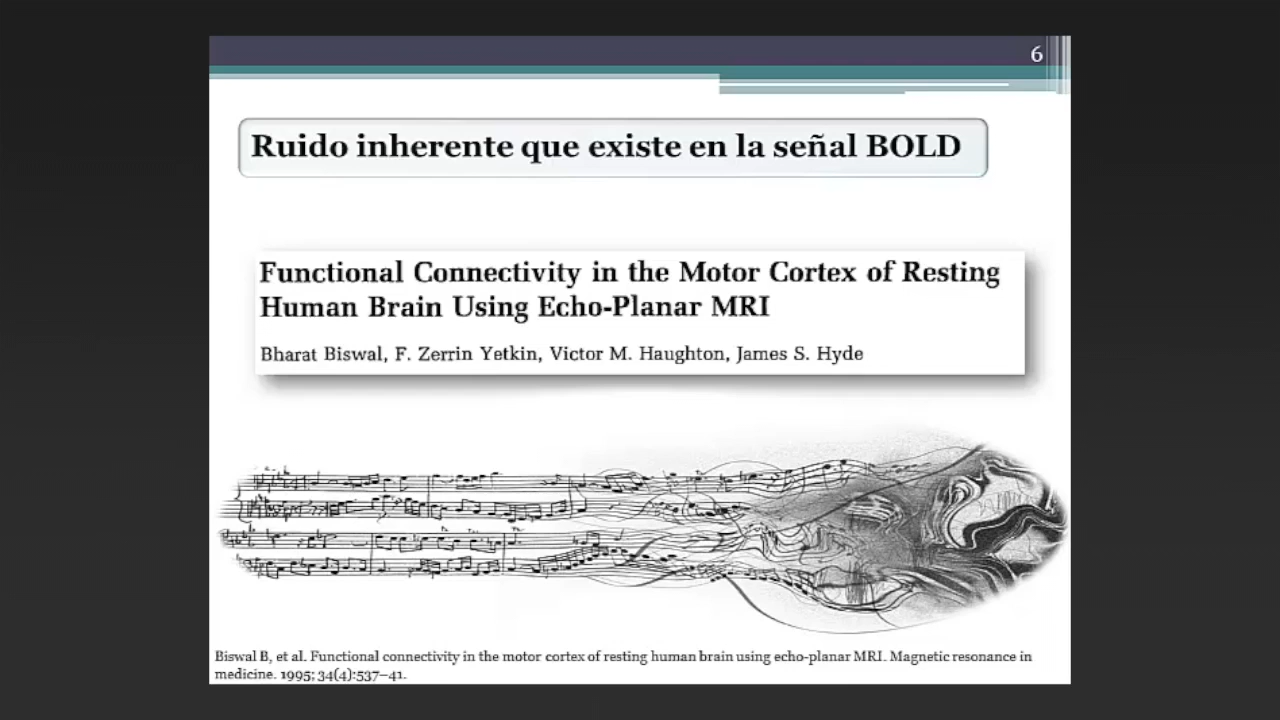 6
Ruido inherente que existe en la señal BOLD
Functional Connectivity in the Motor Cortex of Resting
Human Brain Using Echo-Planar MRI
Bharat Biswal, F. Zerrin Yetkin, Victor M. Haughton, James S. Hyde
Biswal B, et al. Functional connectivity in the motor cortex of resting human brain using echo-planar MRI. Magnetic resonance in
medicine. 1995; 34(4):537–41.